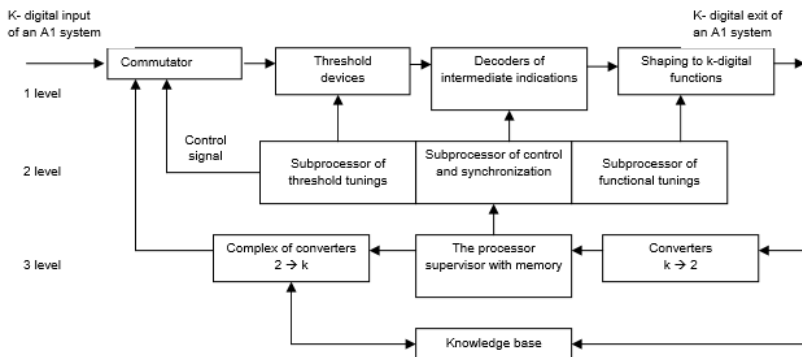 K- digital input
of an A1 system
K- digital exit of
an A1 system
Commutator
Threshold
devices
Decoders of
intermediate indications
Shaping to k-digital
functions
1 level
Control
signal
2 level
Subprocessor of
threshold tunings
Subprocessor of control
and synchronization
Subprocessor of
functional tunings
3 level
Complex of converters
2 → k
The processor
supervisor with memory
Converters
k → 2
Knowledge base